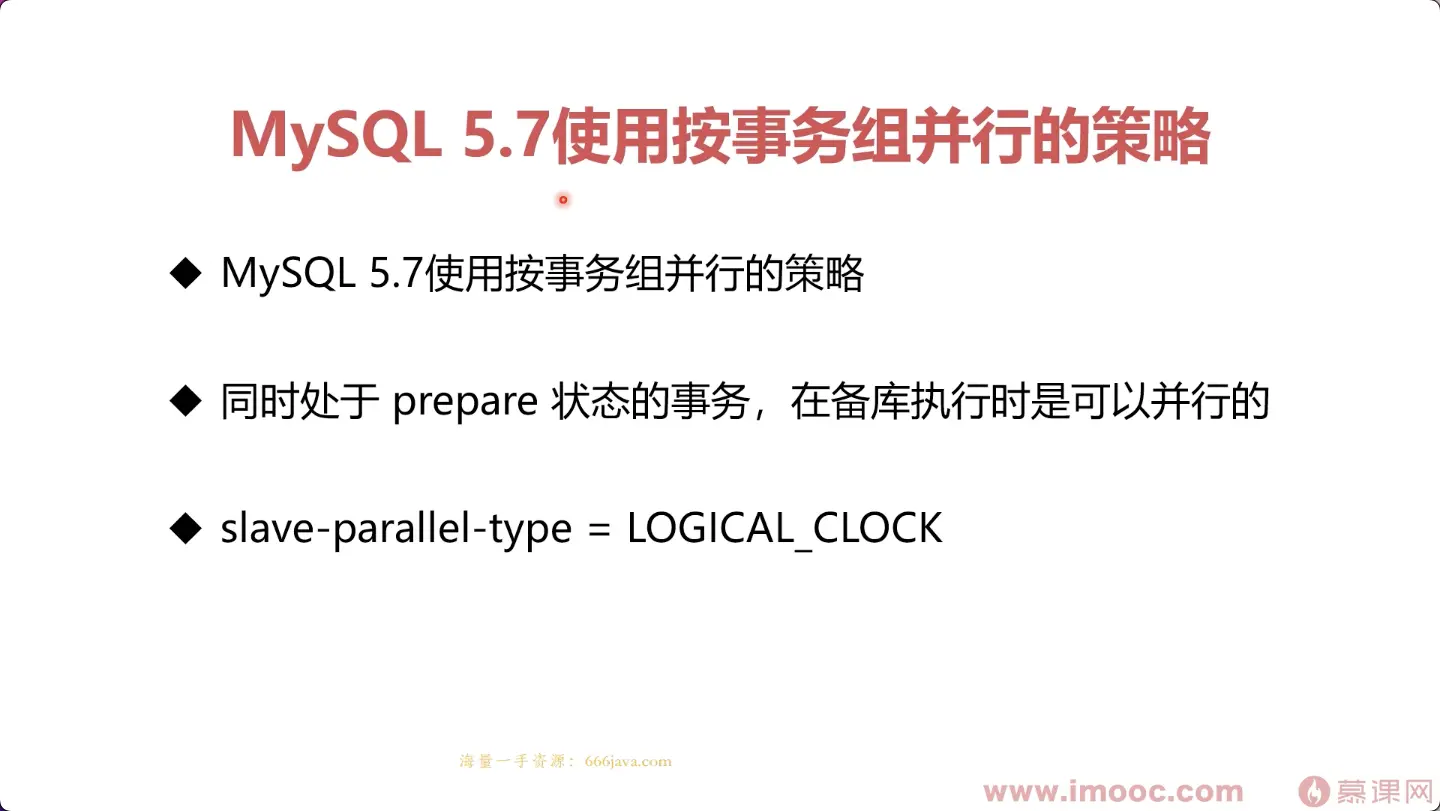 MySQL 5.7使用按事务组并行的策略
◆ MySQL 5.7使用按事务组并行的策略
◆ 同时处于 prepare 状态的事务，在备库执行时是可以并行的
◆ slave-parallel-type = LOGICAL_CLOCK
海量一手资源：666java.com
www.imooc.com 慕课网